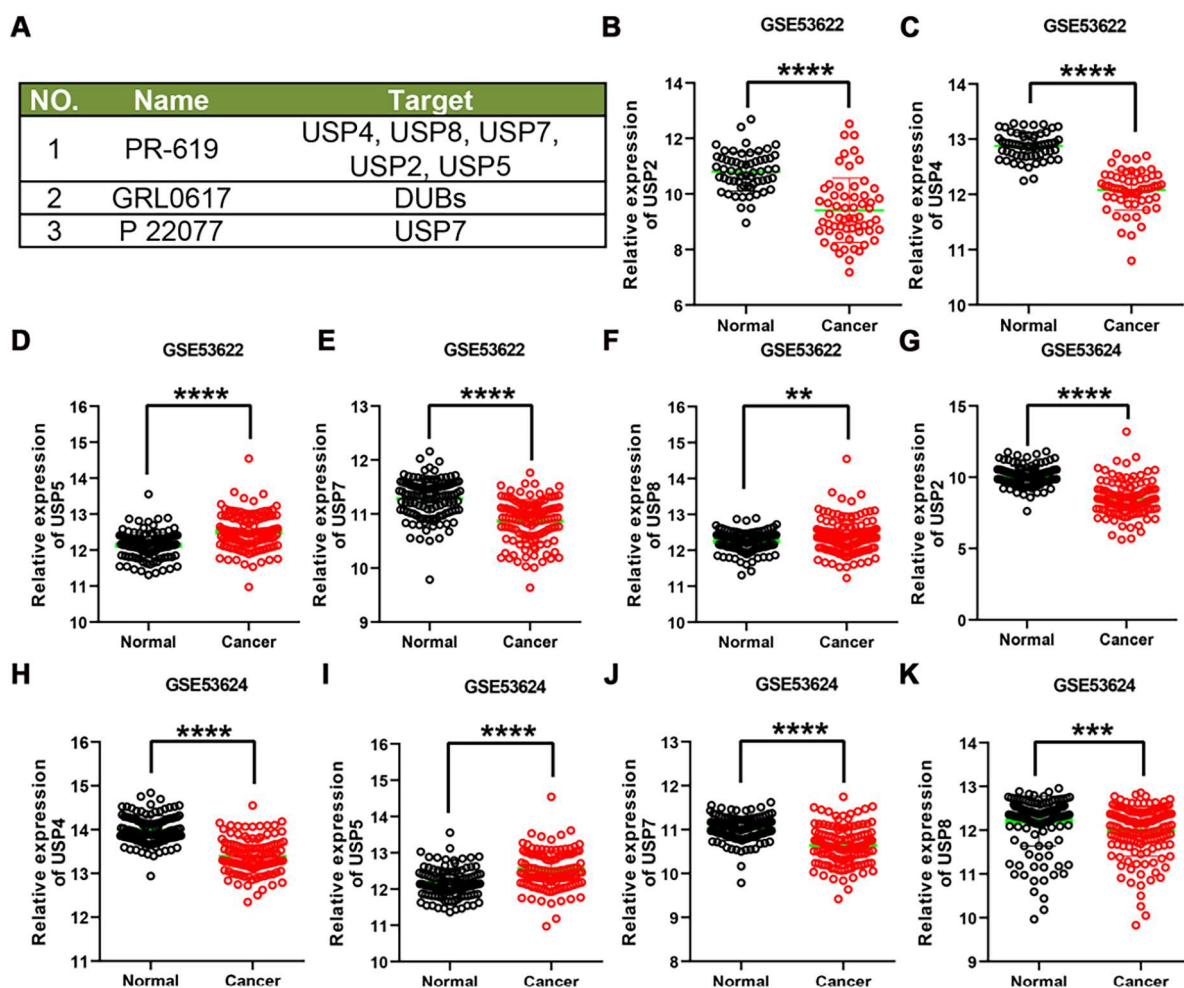 A
NO. Name Target
1 PR-619 USP4, USP8, USP7,
USP2, USP5
2 GRL0617 DUBs
3 P 22077 USP7
B
GSE53622
****
Relative expression
of USP2
14
12
10
8
6
Normal Cancer
C
GSE53622
****
Relative expression
of USP4
14
13
12
11
10
Normal Cancer
D
GSE53622
****
Relative expression
of USP5
16
15
14
13
12
11
10
Normal Cancer
E
GSE53622
****
Relative expression
of USP7
13
12
11
10
9
Normal Cancer
F
GSE53622
**
Relative expression
of USP8
16
15
14
13
12
11
10
Normal Cancer
G
GSE53624
****
Relative expression
of USP2
15
10
5
0
Normal Cancer
H
GSE53624
****
Relative expression
of USP4
16
15
14
13
12
11
Normal Cancer
I
GSE53624
****
Relative expression
of USP5
16
15
14
13
12
11
10
Normal Cancer
J
GSE53624
****
Relative expression
of USP7
13
12
11
10
9
8
Normal Cancer
K
GSE53624
***
Relative expression
of USP8
14
13
12
11
10
9
Normal Cancer